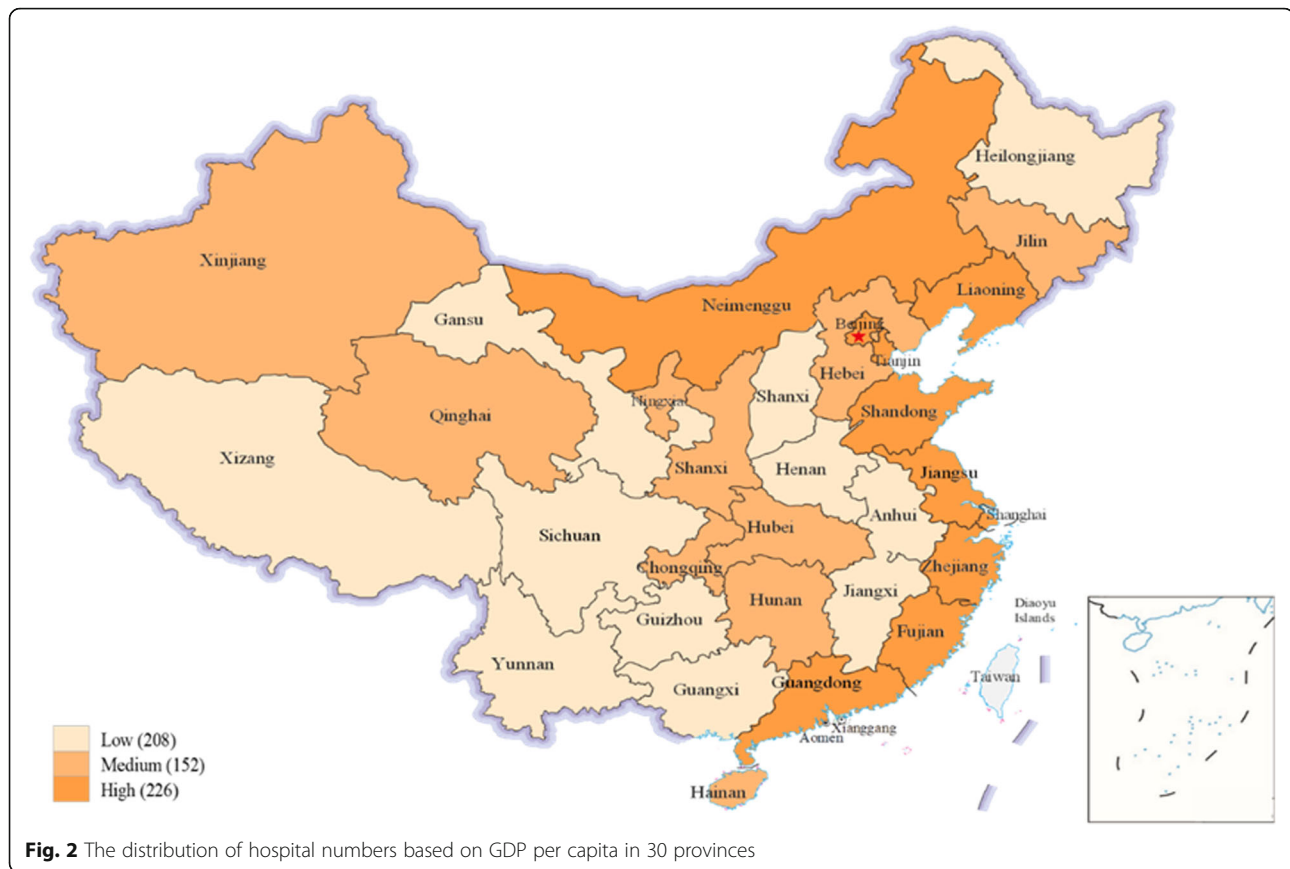 Heilongjiang
Jilin
Xinjiang
Liaoning
Neimenggu
Gansu
Beijing
Tianjin
Hebei
Shanxi
Ningxia
Shandong
Qinghai
Xizang
Shanxi
Henan
Jiangsu
Anhui
Shanghai
Hubei
Sichuan
Chongqing
Zhejiang
Hunan
Jiangxi
Diaoyu
Islands
Guizhou
Fujian
Yunnan
Taiwan
Guangxi
Guangdong
Xianggang
Aomen
Low (208)
Medium (152)
High (226)
Hainan
Fig. 2 The distribution of hospital numbers based on GDP per capita in 30 provinces